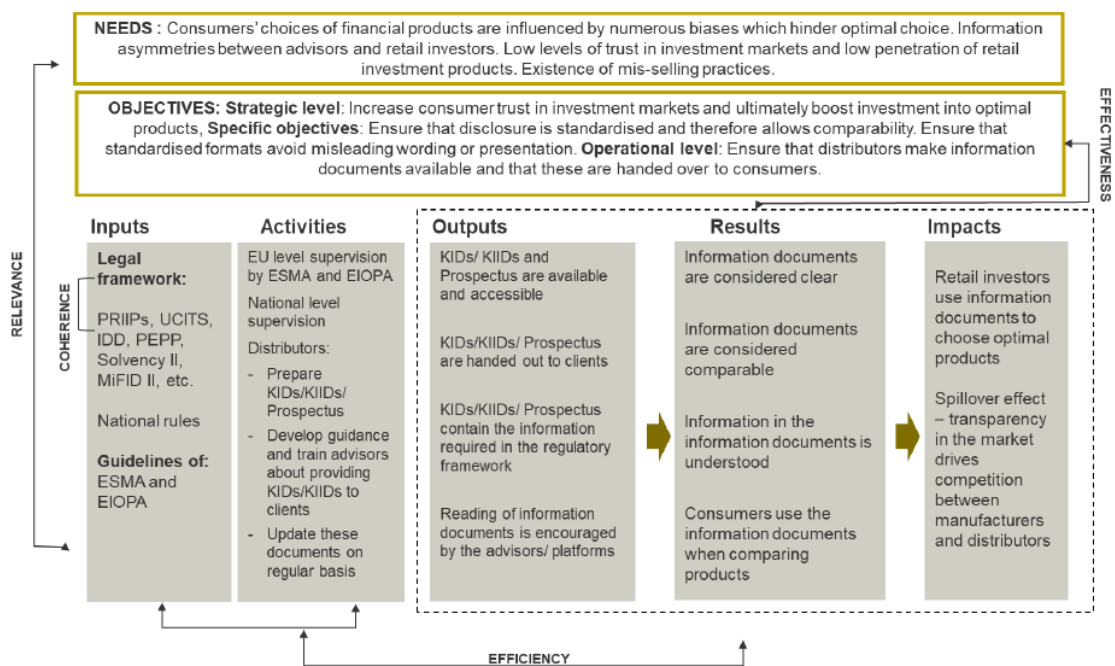 NEEDS : Consumers' choices of financial products are influenced by numerous biases which hinder optimal choice. Information
asymmetries between advisors and retail investors. Low levels of trust in investment markets and low penetration of retail
investment products. Existence of mis-selling practices.
OBJECTIVES: Strategic level: Increase consumer trust in investment markets and ultimately boost investment into optimal
products, Specific objectives: Ensure that disclosure is standardised and therefore allows comparability. Ensure that
standardised formats avoid misleading wording or presentation. Operational level: Ensure that distributors make information
documents available and that these are handed over to consumers.
EFFECTIVENESS
RELEVANCE
COHERENCE
Inputs
Legal
framework:
PRIIPs, UCITS,
IDD, PEPP,
Solvency II,
MiFID II, etc.
National rules
Guidelines of:
ESMA and
EIOPA
Activities
EU level supervision
by ESMA and EIOPA
National level
supervision
Distributors:
- Prepare
KIDs/KIIDs/
Prospectus
- Develop guidance
and train advisors
about providing
KIDs/KIIDs to
clients
- Update these
documents on
regular basis
Outputs
KIDs/ KIIDs and
Prospectus are available
and accessible
KIDs/KIIDs/ Prospectus
are handed out to clients
KIDs/KIIDs/ Prospectus
contain the information
required in the regulatory
framework
Reading of information
documents is encouraged
by the advisors/ platforms
Results
Information documents
are considered clear
Information documents
are considered
comparable
Information in the
information documents is
understood
Consumers use the
information documents
when comparing
products
Impacts
Retail investors
use information
documents to
choose optimal
products
Spillover effect
– transparency
in the market
drives
competition
between
manufacturers
and distributors
EFFICIENCY